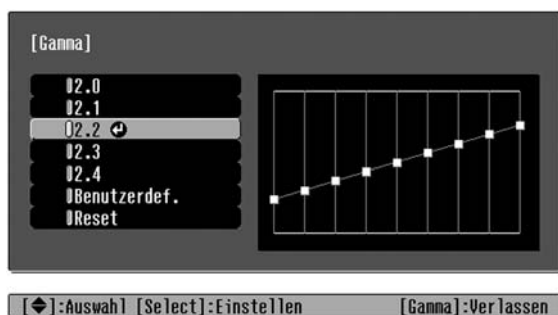 [Gamma]
2.0
2.1
2.2
2.3
2.4
Benutzerdef.
Reset
[]:Auswahl [Select]:Einstellen [Gamma]:Verlassen